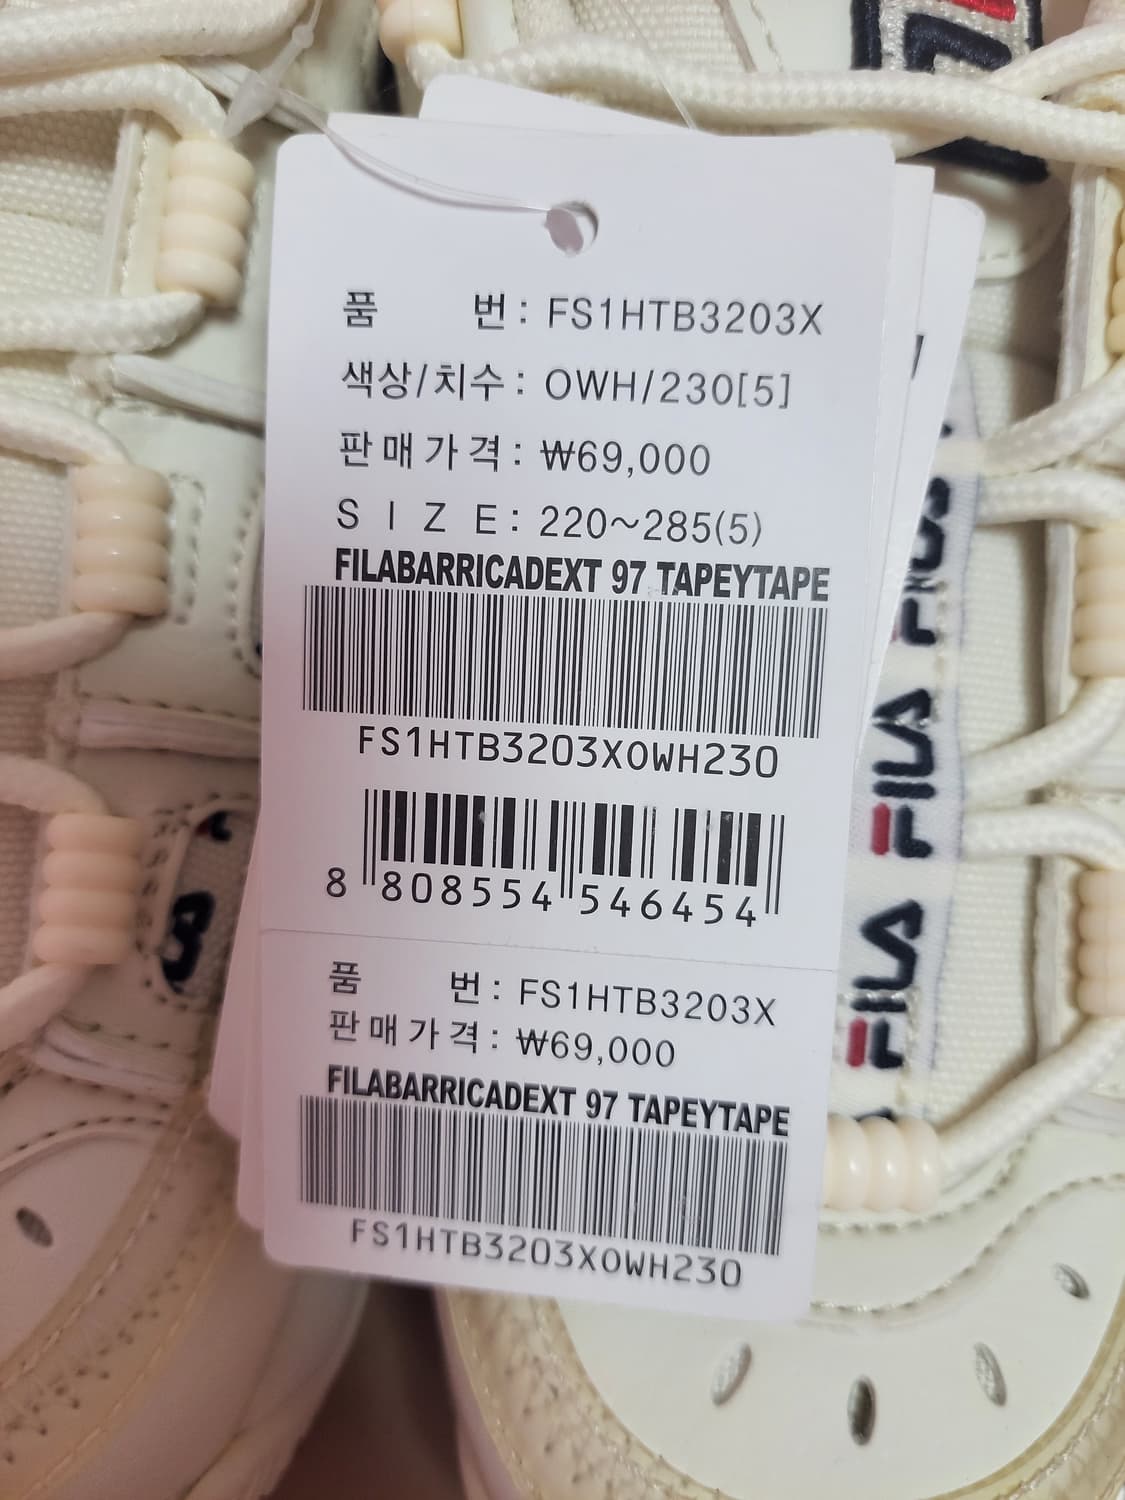 품 번 : FS1HTB3203X
색상/치수 : OWH/230[5]
판매가격 : ₩69,000
SIZE : 220~285(5)
FILABARRICADEXT 97 TAPEYTAPE
FS1HTB3203XOWH230
8 808554 546454
품 번 : FS1HTB3203X
판매가격 : ₩69,000
FILABARRICADEXT 97 TAPEYTAPE
FS1HTB3203XOWH230
FILA
FILA